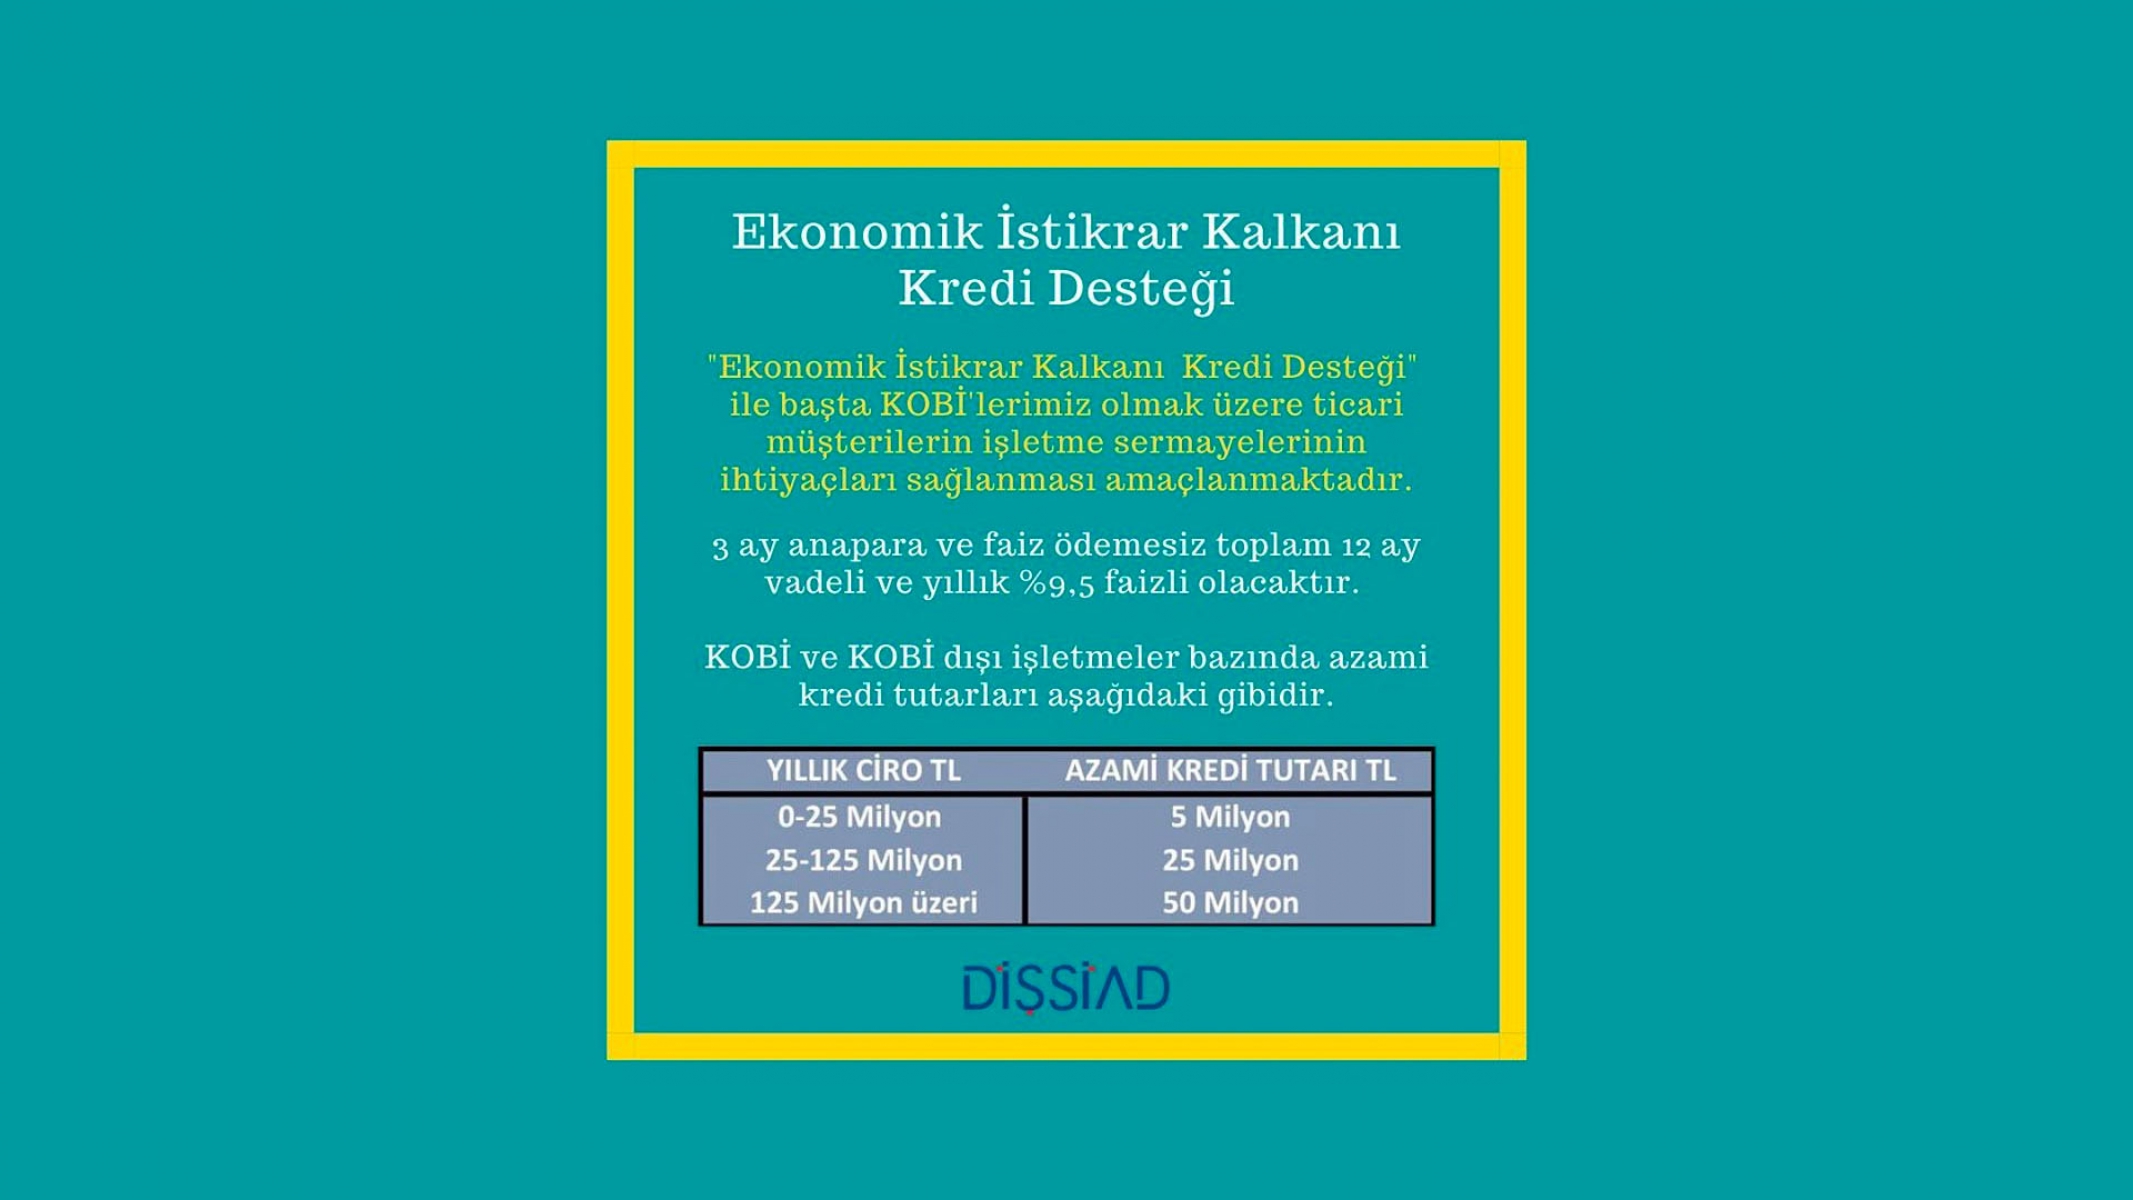 Ekonomik İstikrar Kalkanı
Kredi Desteği
"Ekonomik İstikrar Kalkanı  Kredi Desteği"
ile başta KOBİ'lerimiz olmak üzere ticari
müşterilerin işletme sermayelerinin
ihtiyaçları sağlanması amaçlanmaktadır.
3 ay anapara ve faiz ödemesiz toplam 12 ay
vadeli ve yıllık %9,5 faizli olacaktır.
KOBİ ve KOBİ dışı işletmeler bazında azami
kredi tutarları aşağıdaki gibidir.
YILLIK CİRO TL AZAMİ KREDİ TUTARI TL
0-25 Milyon 5 Milyon
25-125 Milyon 25 Milyon
125 Milyon üzeri 50 Milyon
DİŞSİAD